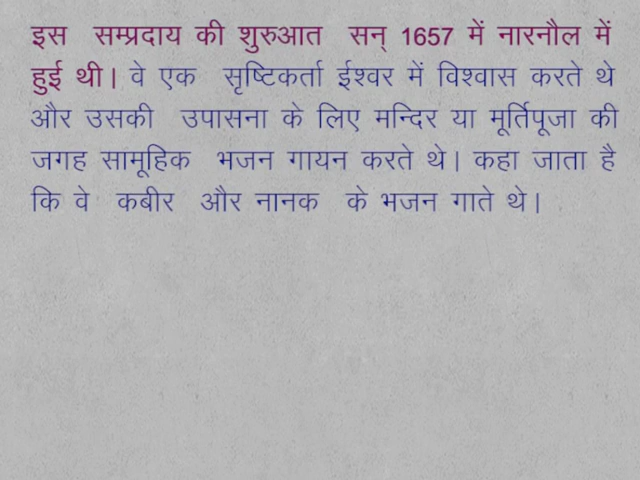 इस सम्प्रदाय की शुरुआत सन् 1657 में नारनौल में
हुई थी। वे एक सृष्टिकर्ता ईश्वर में विश्वास करते थे
और उसकी उपासना के लिए मन्दिर या मूर्तिपूजा की
जगह सामूहिक भजन गायन करते थे। कहा जाता है
कि वे कबीर और नानक के भजन गाते थे।